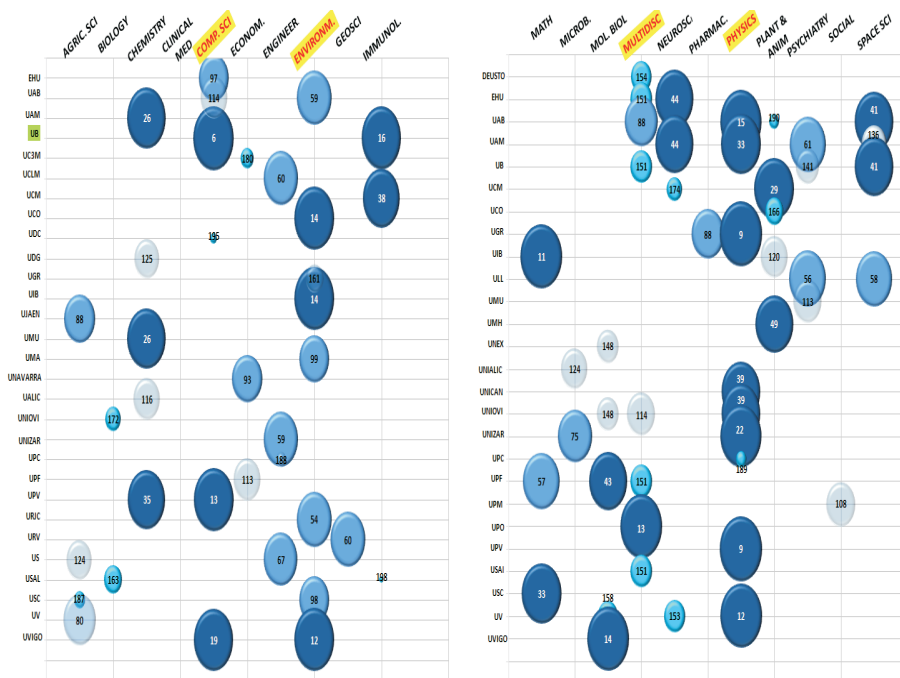 AGRIC. SCI BIOLOGY CHEMISTRY CLINICAL MED COMP. SCI ECONOM. ENGINEER ENVIRONM. GEOSCI IMMUNOL.
EHU 97
UAB 114 59
UAM 26
UB 6 16
UC3M 180
UCLM 60
UCM 38
UCO 14
UDC 195
UDG 125
UGR 161
UIB 14
UJAEN 88
UMU 26
UMA 99
UNAVARRA 93
UALIC 116
UNIOVI 172
UNIZAR 59
UPC 188
UPF 113
UPV 35 13
URIC 54
URV 60
US 124 67
USAL 163 198
USC 187 98
UV 80
UVIGO 19 12
MATH MICROB. MOL. BIOL MULTIDISC NEUROSC. PHARMAC. PHYSICS PLANT & ANIM PSYCHIATRY SOCIAL SPACE SCI
DEUSTO 154
EHU 151 44
UAB 88 15 190 41
UAM 44 33 61 136
UB 151 141 41
UCM 174 29
UCO 166
UGR 88 9
UIB 11 120
ULL 56 58
UMU 113
UMH 49
UNEX 148
UNIALIC 124
UNICAN 39
UNIOVI 148 114 39
UNIZAR 75 22
UPC 189
UPF 57 43 151
UPM 108
UPO 13
UPV 9
USAI 151
USC 33 158
UV 153 12
UVIGO 14